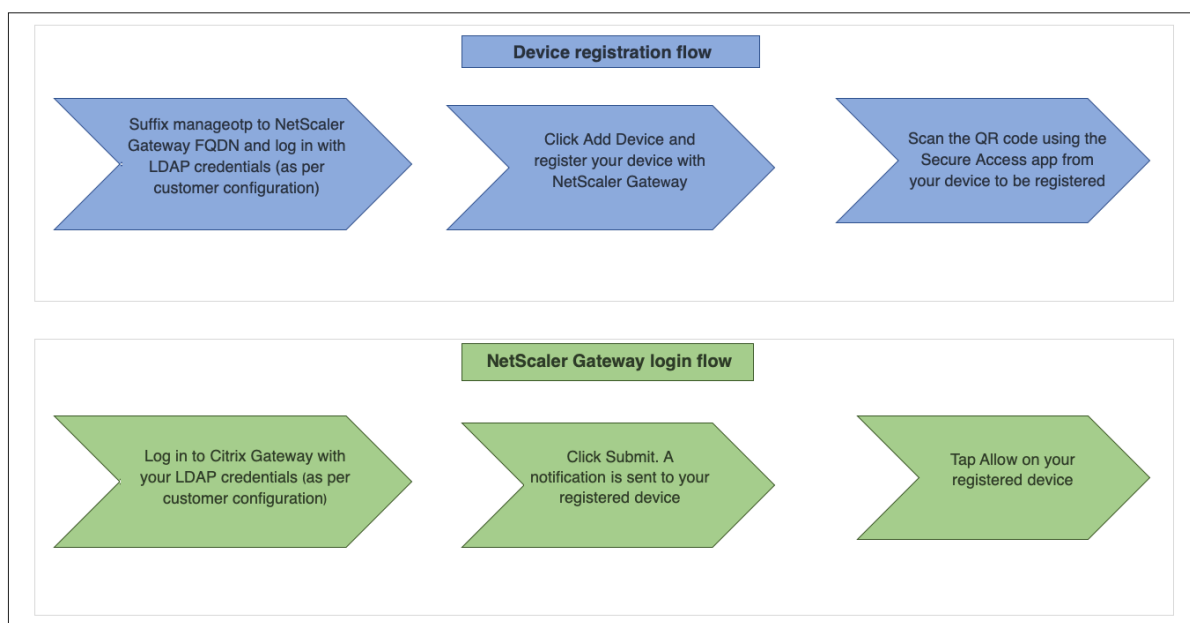 Device registration flow
Suffix manageotp to NetScaler
Gateway FQDN and log in with
LDAP credentials (as per
customer configuration)
Click Add Device and
register your device with
NetScaler Gateway
Scan the QR code using the
Secure Access app from
your device to be registered
NetScaler Gateway login flow
Log in to Citrix Gateway with
your LDAP credentials (as per
customer configuration)
Click Submit. A
notification is sent to your
registered device
Tap Allow on your
registered device